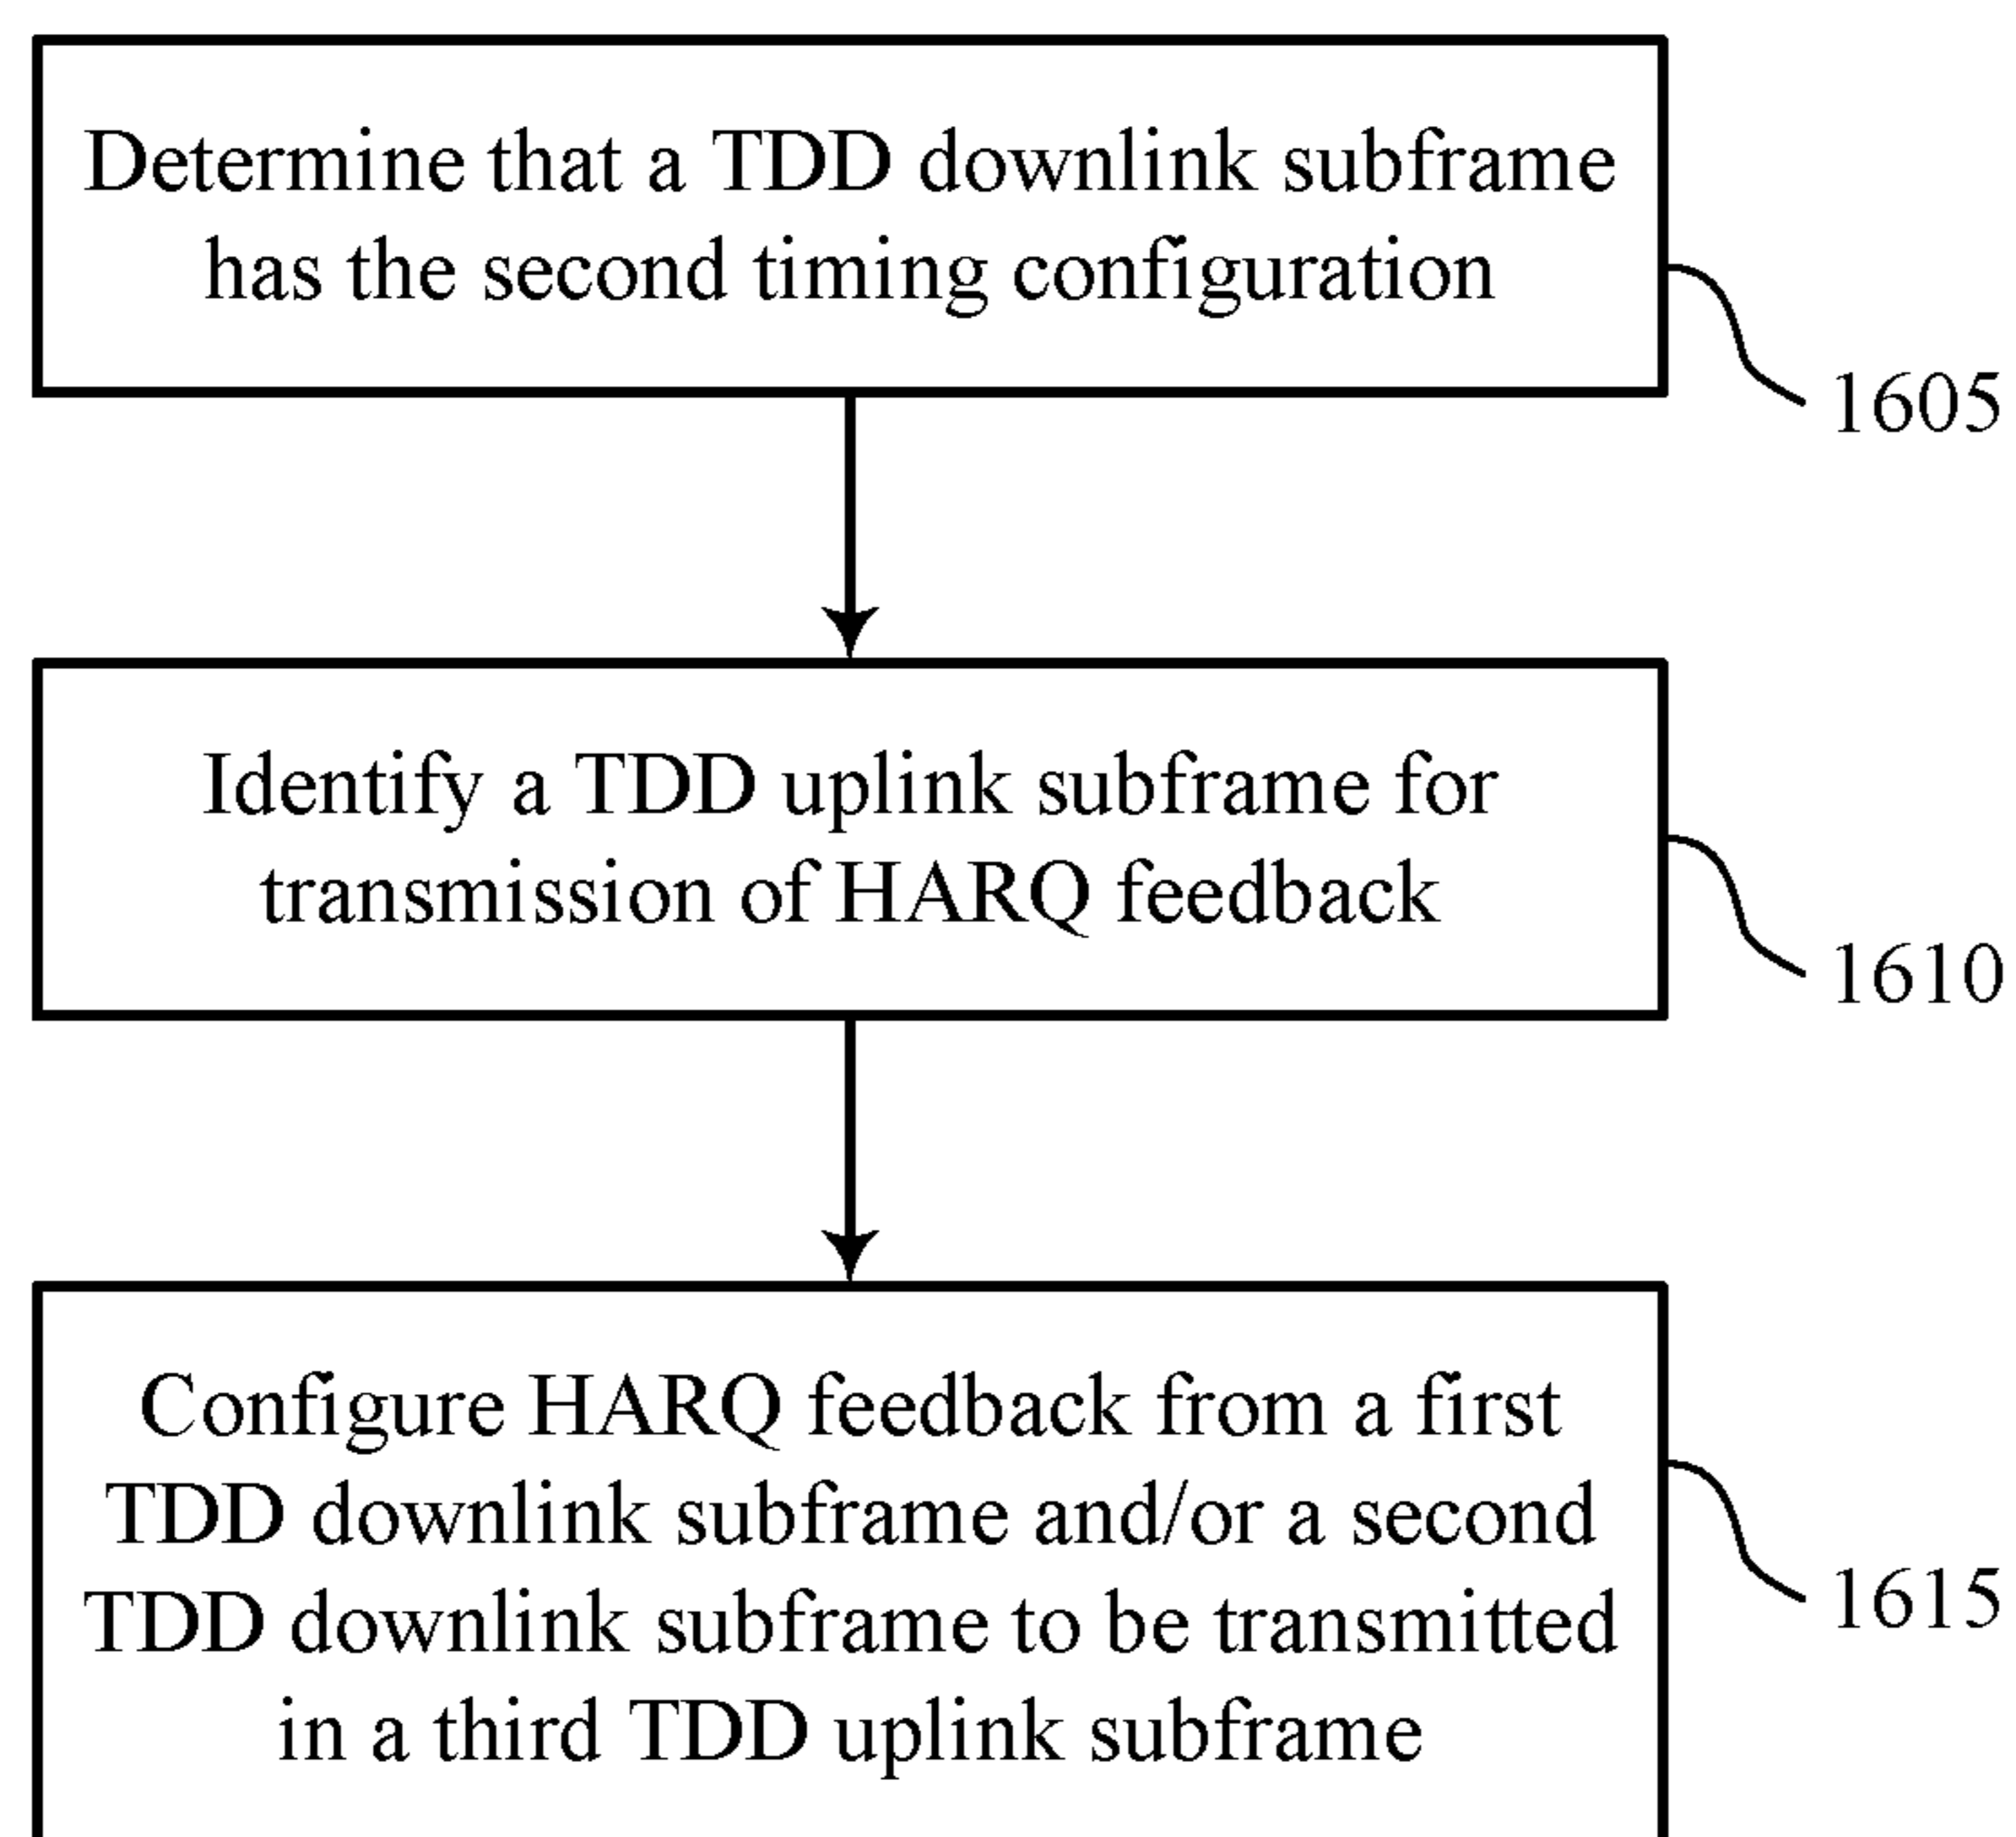 Determine that a TDD downlink subframe
has the second timing configuration
1605
Identify a TDD uplink subframe for
transmission of HARQ feedback
1610
Configure HARQ feedback from a first
TDD downlink subframe and/or a second
TDD downlink subframe to be transmitted
in a third TDD uplink subframe
1615